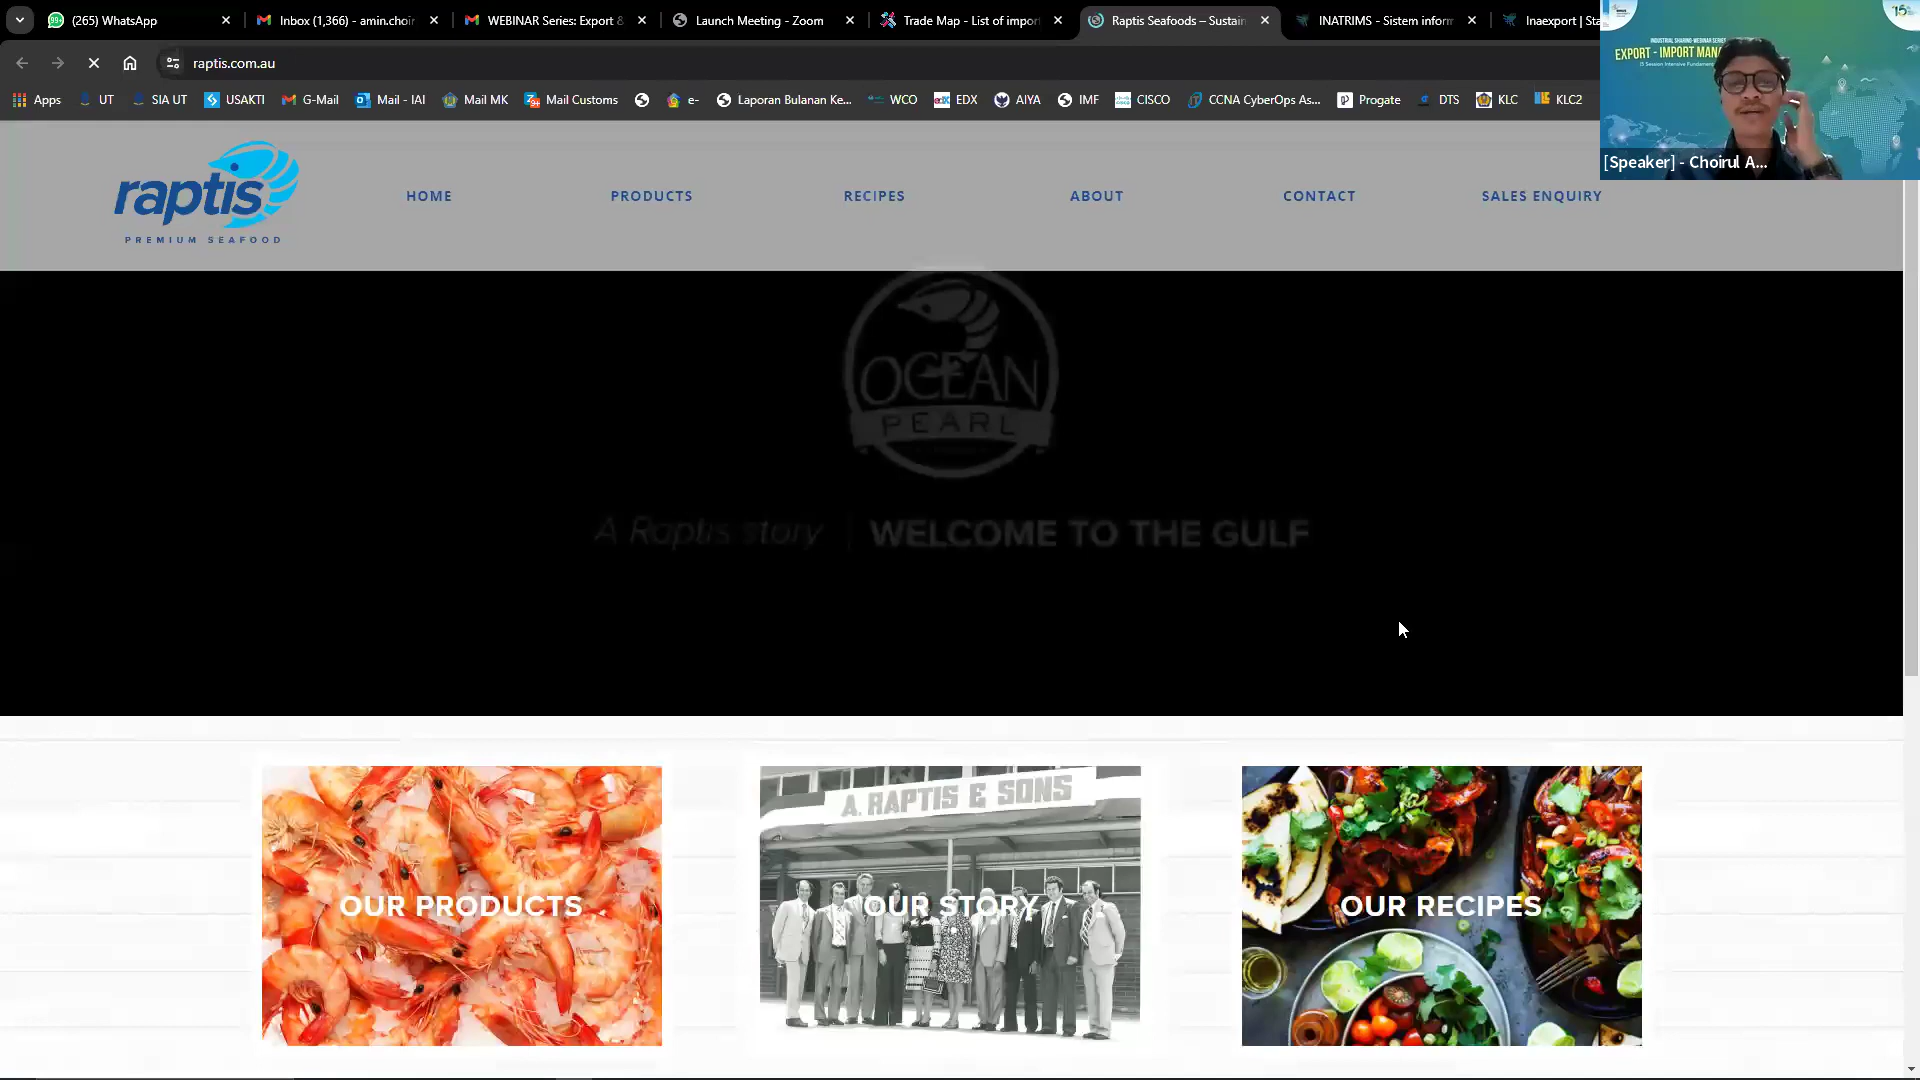 (265) WhatsApp
Inbox (1,366) - amin.choir
WEBINAR Series: Export &
Launch Meeting - Zoom
Trade Map - List of import
Raptis Seafoods – Sustain
INATRIMS - Sistem inform
Inaexport | Sta
raptis.com.au
Apps
UT
SIA UT
USAKTI
G-Mail
Mail - IAI
Mail MK
Mail Customs
e-
Laporan Bulanan Ke...
WCO
EDX
AIYA
IMF
CISCO
CCNA CyberOps As...
Progate
DTS
KLC
KLC2
EXPORT - IMPORT MANA
[Speaker] - Choirul A...
raptis
PREMIUM SEAFOOD
HOME
PRODUCTS
RECIPES
ABOUT
CONTACT
SALES ENQUIRY
OCEAN
PEARL
A Raptis story | WELCOME TO THE GULF
A. RAPTIS & SONS
OUR PRODUCTS
OUR STORY
OUR RECIPES